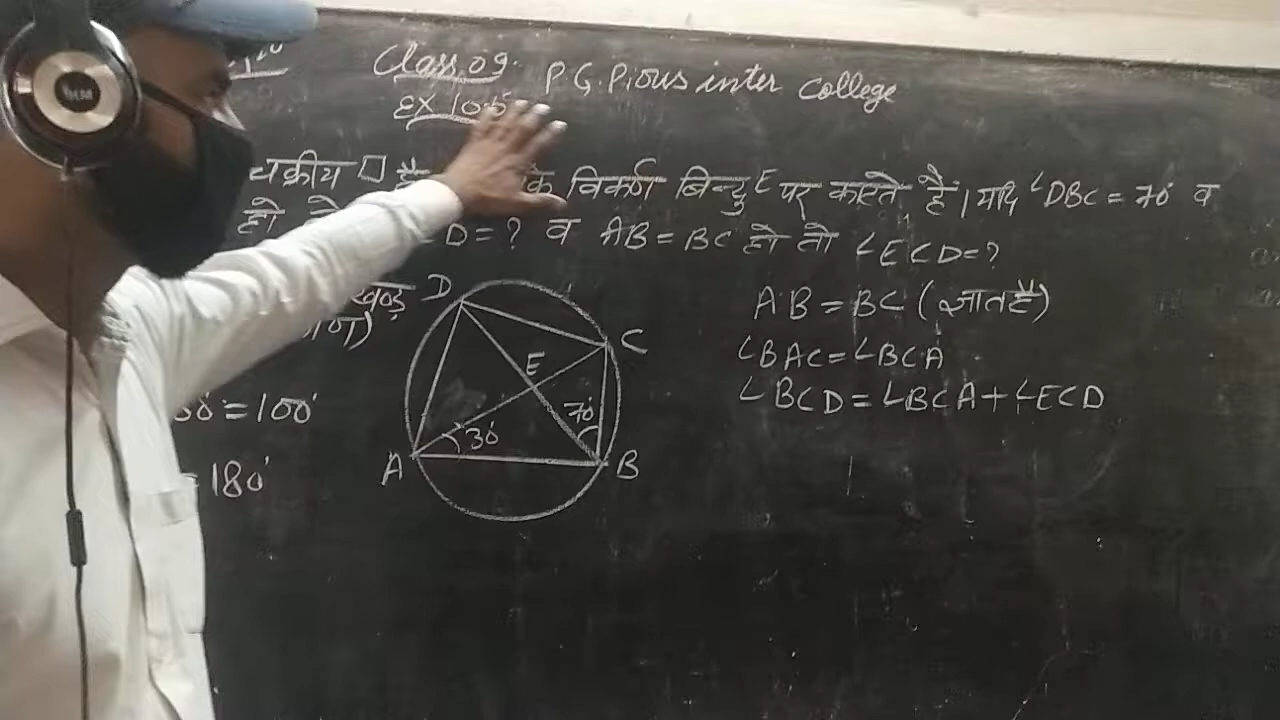 Class 09. P.G. Pious inter College
EX 10.5
चक्रीय □ है के विकर्ण बिन्दु E पर काटते हैं। यदि ∠DBC = 70° व
हो D = ? व AB = BC हो तो ∠ECD = ?
खण्ड
D
C
E
70°
A
30°
B
AB = BC (ज्ञात है)
∠BAC = ∠BCA
∠BCD = ∠BCA + ∠ECD
= 100°
= 180°